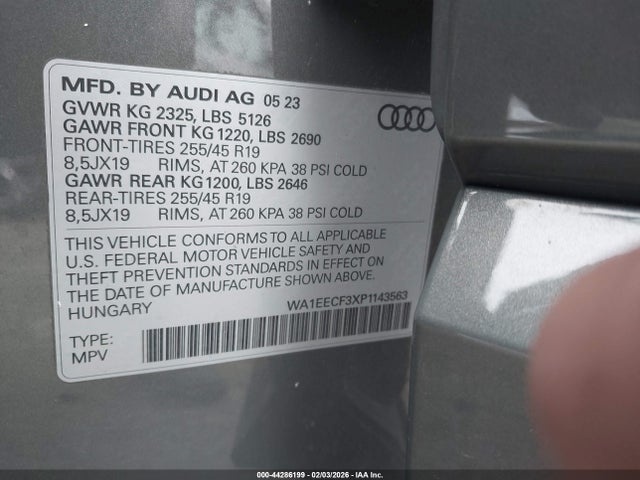 MFD. BY AUDI AG 05 23
GVWR KG 2325, LBS 5126
GAWR FRONT KG1220, LBS 2690
FRONT-TIRES 255/45 R19
8,5JX19 RIMS, AT 260 KPA 38 PSI COLD
GAWR REAR KG1200, LBS 2646
REAR-TIRES 255/45 R19
8,5JX19 RIMS, AT 260 KPA 38 PSI COLD
THIS VEHICLE CONFORMS TO ALL APPLICABLE
U.S. FEDERAL MOTOR VEHICLE SAFETY AND
THEFT PREVENTION STANDARDS IN EFFECT ON
THE DATE OF MANUFACTURE SHOWN ABOVE.
HUNGARY WA1EECF3XP1143563
TYPE:
MPV
000-44286199 - 02/03/2026 - IAA Inc.